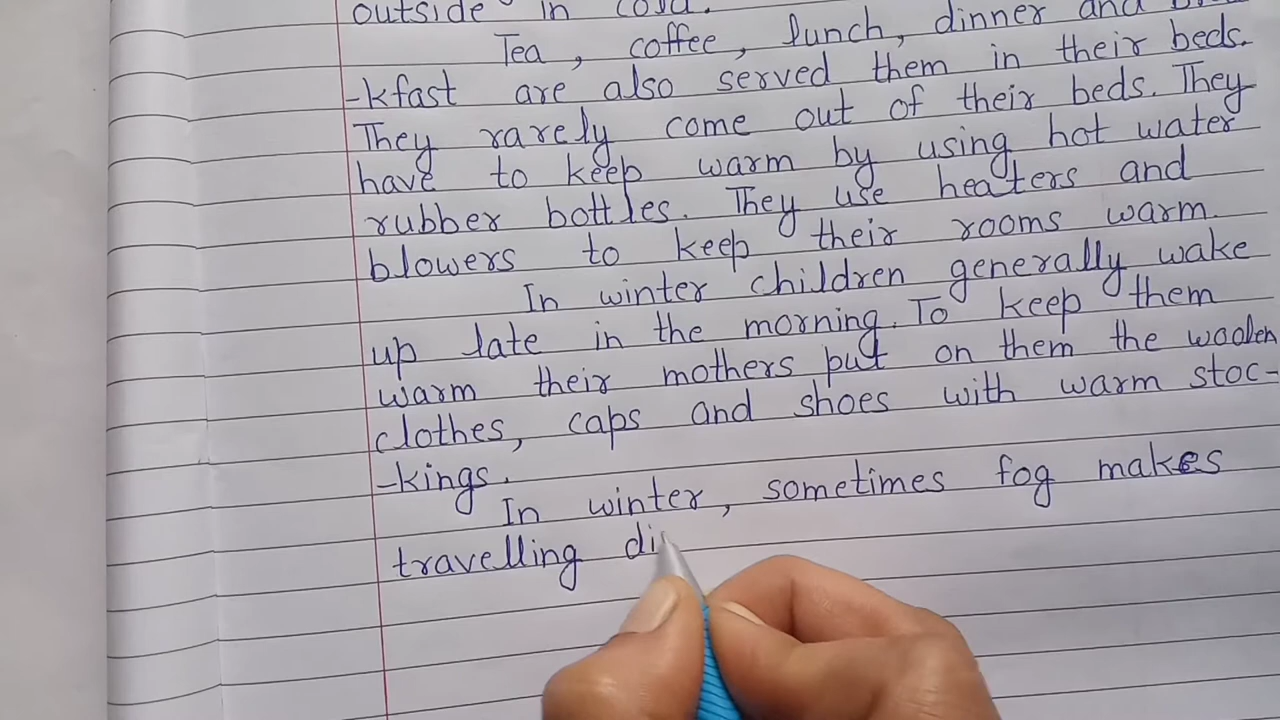 outside in cold.
Tea, coffee, lunch, dinner and
-kfast are also served them in their beds.
They rarely come out of their beds. They
have to keep warm by using hot water
rubber bottles. They use heaters and
blowers to keep their rooms warm.
In winter children generally wake
up late in the morning. To keep them
warm their mothers put on them the woolen
clothes, caps and shoes with warm stoc-
-kings.
In winter, sometimes fog makes
travelling di